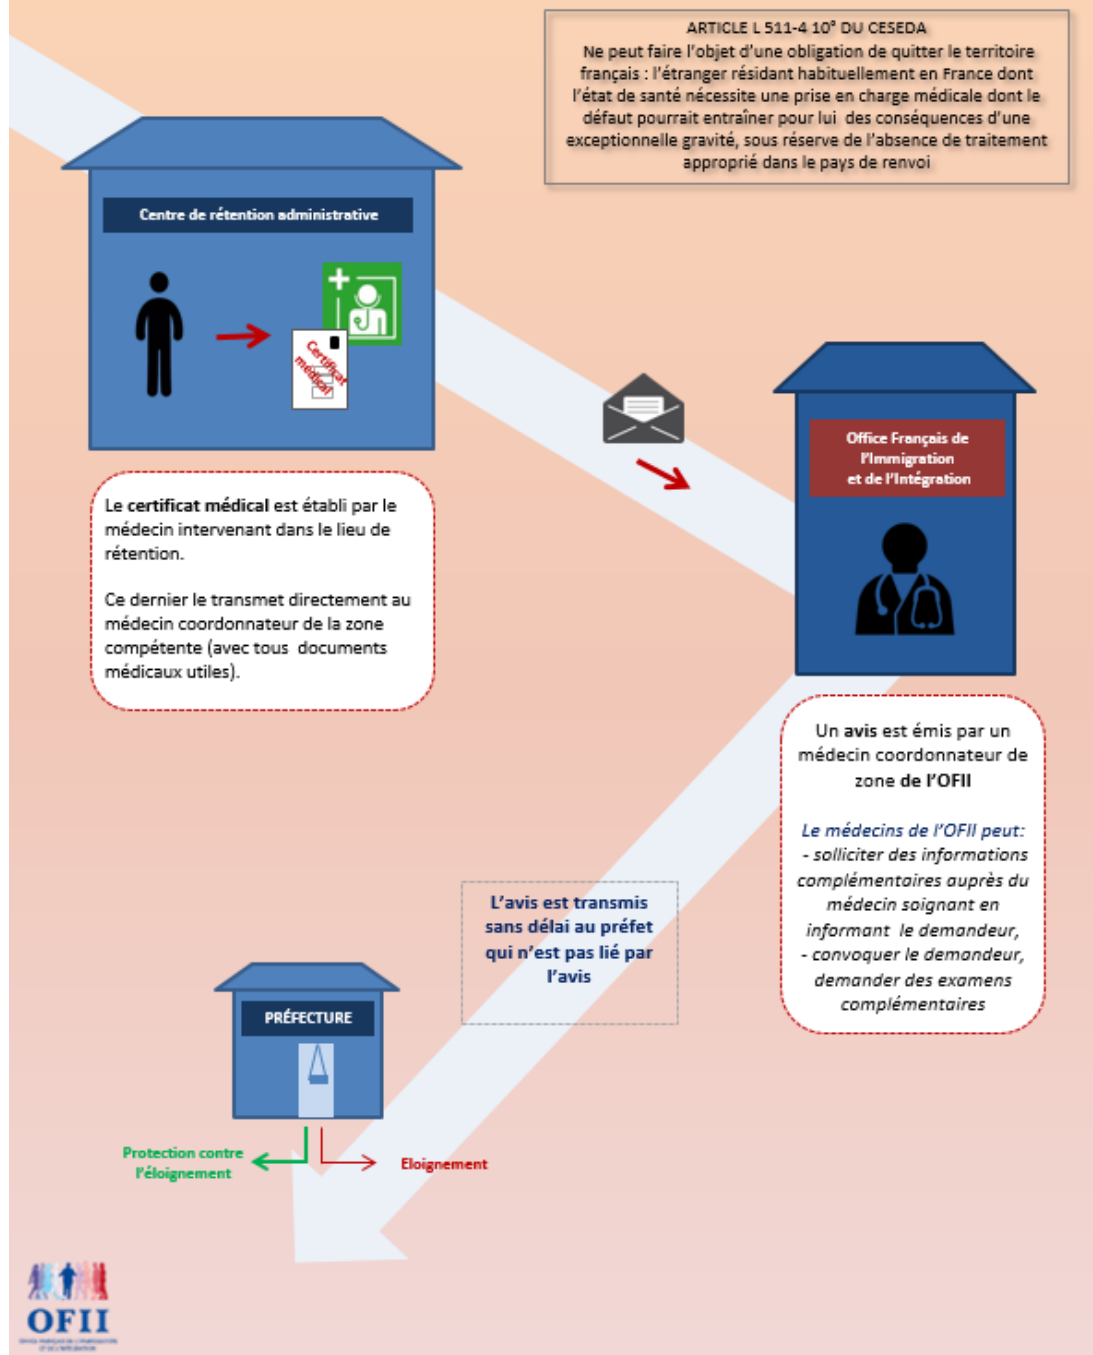 ARTICLE L 511-4 10° DU CESEDA
Ne peut faire l'objet d'une obligation de quitter le territoire
français : l'étranger résidant habituellement en France dont
l'état de santé nécessite une prise en charge médicale dont le
défaut pourrait entraîner pour lui des conséquences d'une
exceptionnelle gravité, sous réserve de l'absence de traitement
approprié dans le pays de renvoi
Centre de rétention administrative
Certificat
médical
Office Français de
l'Immigration
et de l'Intégration
Le certificat médical est établi par le
médecin intervenant dans le lieu de
rétention.
Ce dernier le transmet directement au
médecin coordonnateur de la zone
compétente (avec tous documents
médicaux utiles).
Un avis est émis par un
médecin coordonnateur de
zone de l'OFII
Le médecins de l'OFII peut:
- solliciter des informations
complémentaires auprès du
médecin soignant en
informant le demandeur,
- convoquer le demandeur,
demander des examens
complémentaires
L'avis est transmis
sans délai au préfet
qui n'est pas lié par
l'avis
PRÉFECTURE
Protection contre
l'éloignement
Eloignement
OFII
OFFICE FRANÇAIS DE L'IMMIGRATION
ET DE L'INTÉGRATION